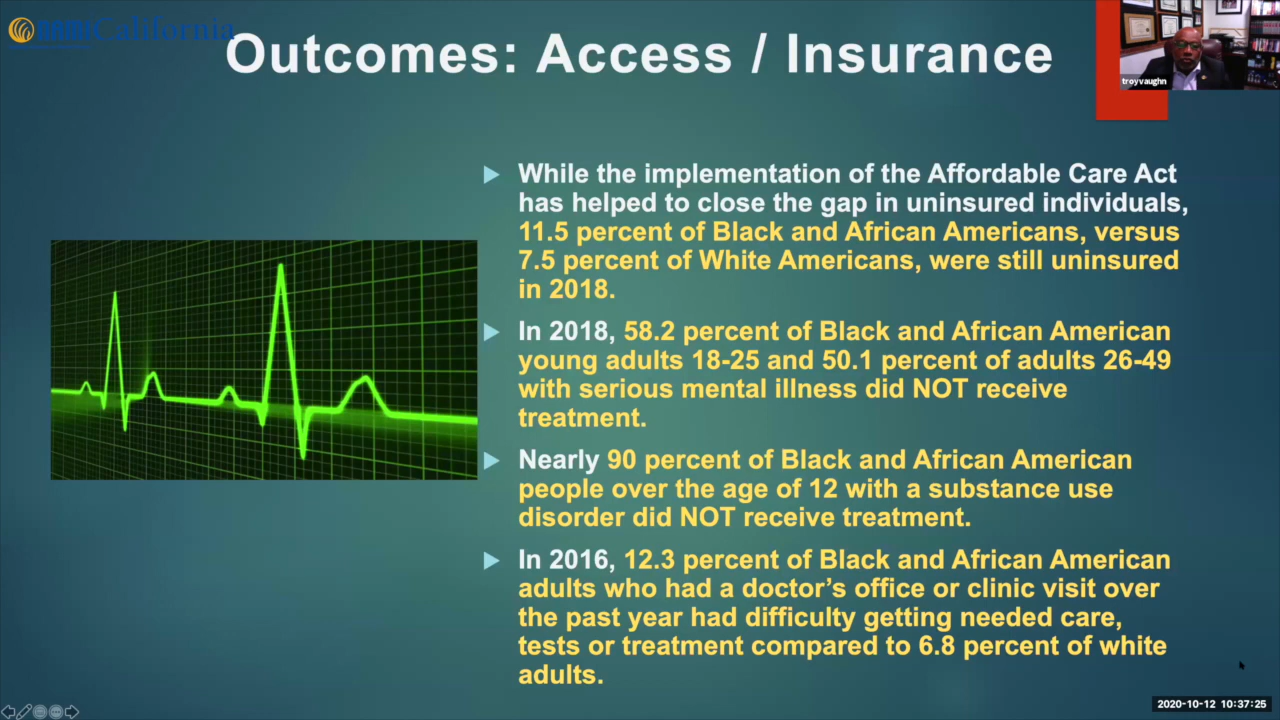 NAMI California
Outcomes: Access / Insurance
troyvaughn
While the implementation of the Affordable Care Act
has helped to close the gap in uninsured individuals,
11.5 percent of Black and African Americans, versus
7.5 percent of White Americans, were still uninsured
in 2018.
In 2018, 58.2 percent of Black and African American
young adults 18-25 and 50.1 percent of adults 26-49
with serious mental illness did NOT receive
treatment.
Nearly 90 percent of Black and African American
people over the age of 12 with a substance use
disorder did NOT receive treatment.
In 2016, 12.3 percent of Black and African American
adults who had a doctor’s office or clinic visit over
the past year had difficulty getting needed care,
tests or treatment compared to 6.8 percent of white
adults.
2020-10-12 10:37:25